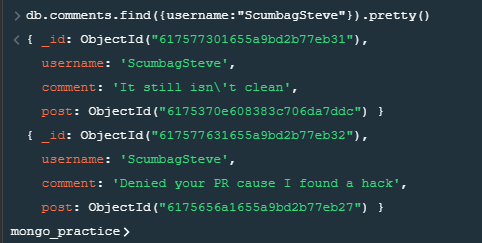 > db.comments.find({username:"ScumbagSteve"}).pretty()
< { _id: ObjectId("617577301655a9bd2b77eb31"),
username: 'ScumbagSteve',
comment: 'It still isn\'t clean',
post: ObjectId("6175370e608383c706da7ddc") }
{ _id: ObjectId("617577631655a9bd2b77eb32"),
username: 'ScumbagSteve',
comment: 'Denied your PR cause I found a hack',
post: ObjectId("6175656a1655a9bd2b77eb27") }
mongo_practice>